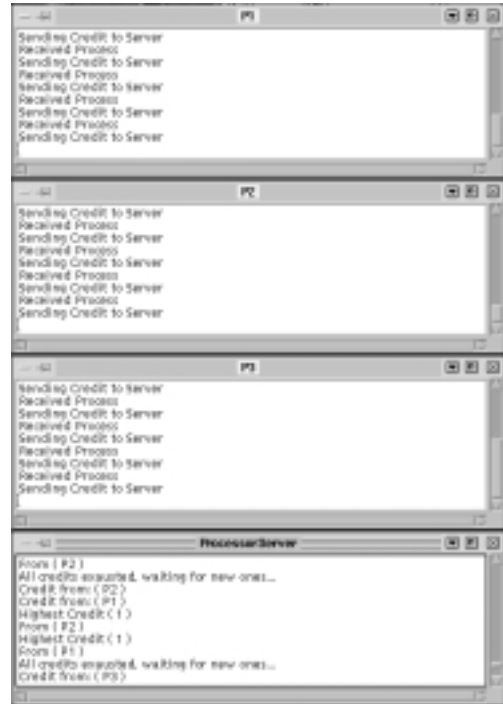 P1
Sending Credit to Server
Received Process
Sending Credit to Server
Received Process
Sending Credit to Server
Received Process
Sending Credit to Server
Received Process
Sending Credit to Server
P2
Sending Credit to Server
Received Process
Sending Credit to Server
Received Process
Sending Credit to Server
Received Process
Sending Credit to Server
Received Process
Sending Credit to Server
P3
Sending Credit to Server
Received Process
Sending Credit to Server
Received Process
Sending Credit to Server
Received Process
Sending Credit to Server
Received Process
Sending Credit to Server
ProcessorServer
From ( P2 )
All credits exausted, waiting for new ones...
Credit from: ( P2 )
Credit from: ( P1 )
Highest Credit ( 1 )
From ( P2 )
Highest Credit ( 1 )
From ( P1 )
All credits exausted, waiting for new ones...
Credit from: ( P3 )